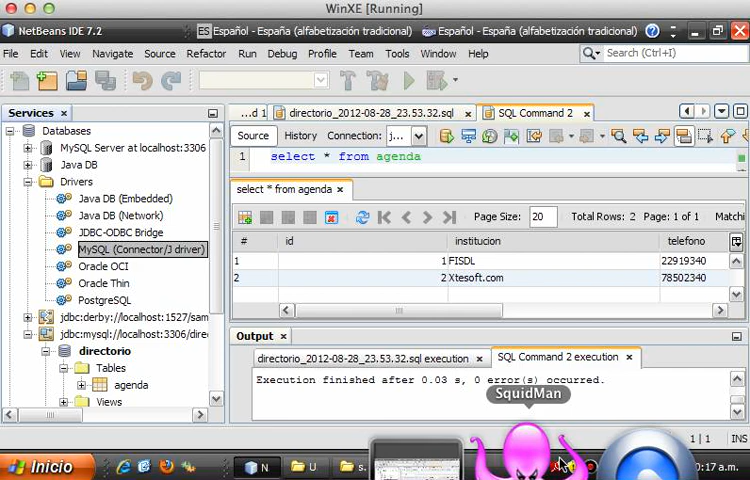 WinXE [Running]
NetBeans IDE 7.2
ES Español - España (alfabetización tradicional)
Español - España (alfabetización tradicional)
File Edit View Navigate Source Refactor Run Debug Profile Team Tools Window Help
Search (Ctrl+I)
Services
...d 1
directorio_2012-08-28_23.53.32.sql
SQL Command 2
Databases
MySQL Server at localhost:3306
Java DB
Drivers
Java DB (Embedded)
Java DB (Network)
JDBC-ODBC Bridge
MySQL (Connector/J driver)
Oracle OCI
Oracle Thin
PostgreSQL
jdbc:derby://localhost:1527/sam
jdbc:mysql://localhost:3306/dire
directorio
Tables
agenda
Views
Source History Connection: j...
1 select * from agenda
select * from agenda
Page Size: 20 Total Rows: 2 Page: 1 of 1 Matchi
# id institucion telefono
1 1 FISDL 22919340
2 2 Xtesoft.com 78502340
Output
directorio_2012-08-28_23.53.32.sql execution
SQL Command 2 execution
Execution finished after 0.03 s, 0 error(s) occurred.
SquidMan
1 | 1 INS
Inicio
N
U
s.
0:17 a.m.